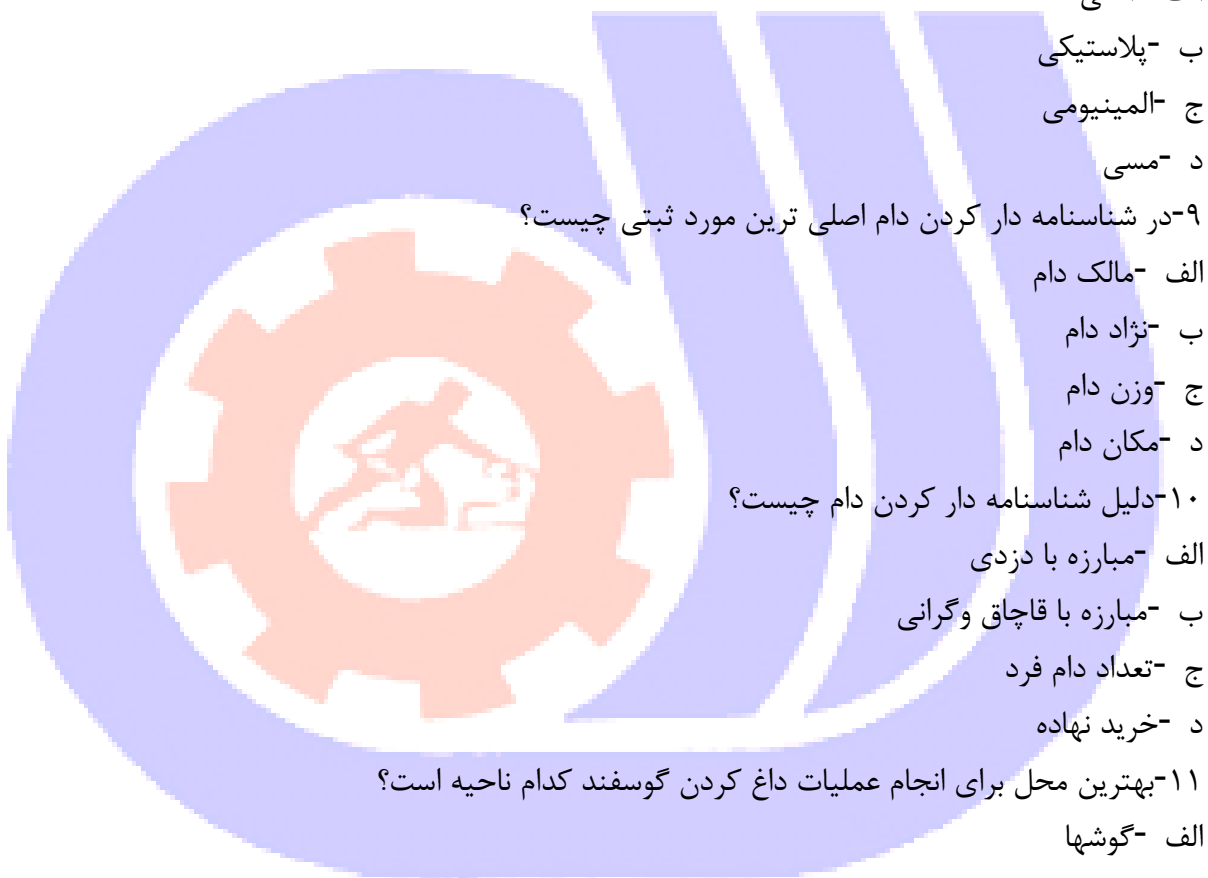 ب -پلاستیکی
ج -المینیومی
د -مسی
۹-در شناسنامه دار کردن دام اصلی ترین مورد ثبتی چیست؟
الف -مالک دام
ب -نژاد دام
ج -وزن دام
د -مکان دام
۱۰-دلیل شناسنامه دار کردن دام چیست؟
الف -مبارزه با دزدی
ب -مبارزه با قاچاق وگرانی
ج -تعداد دام فرد
د -خرید نهاده
۱۱-بهترین محل برای انجام عملیات داغ کردن گوسفند کدام ناحیه است؟
الف -گوشها